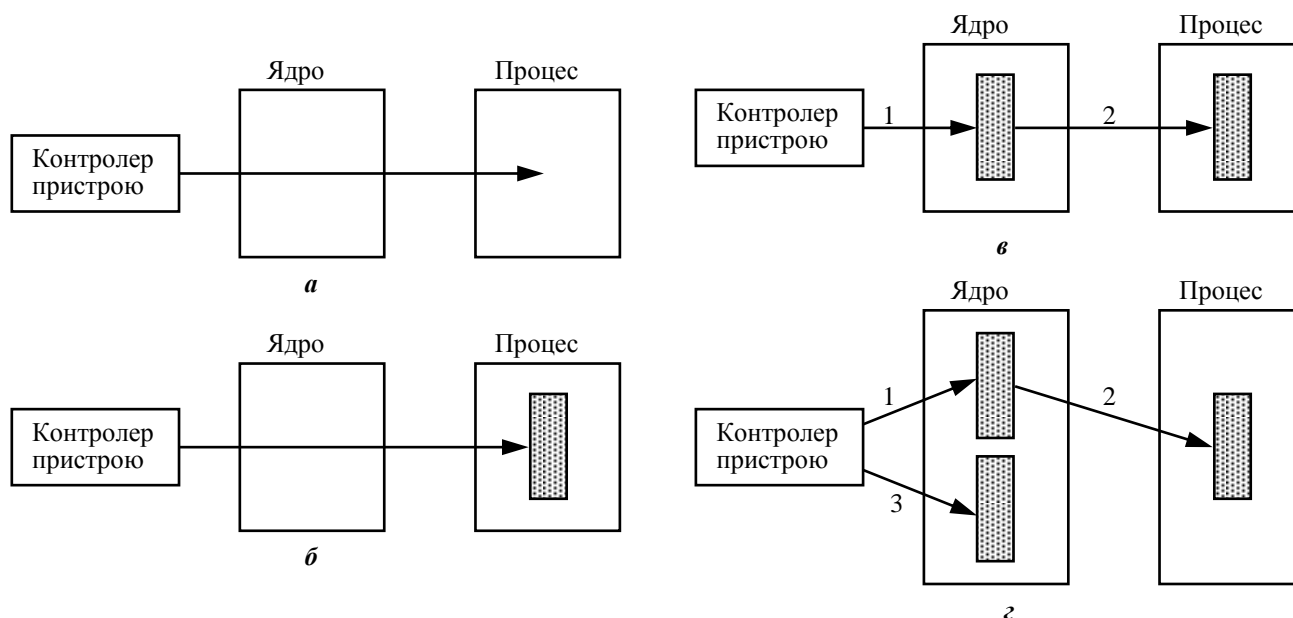 Ядро Процес
Контролер
пристрою
а
Ядро Процес
Контролер
пристрою
б
Ядро Процес
Контролер
пристрою
1 2
в
Ядро Процес
Контролер
пристрою
1 2
3
г